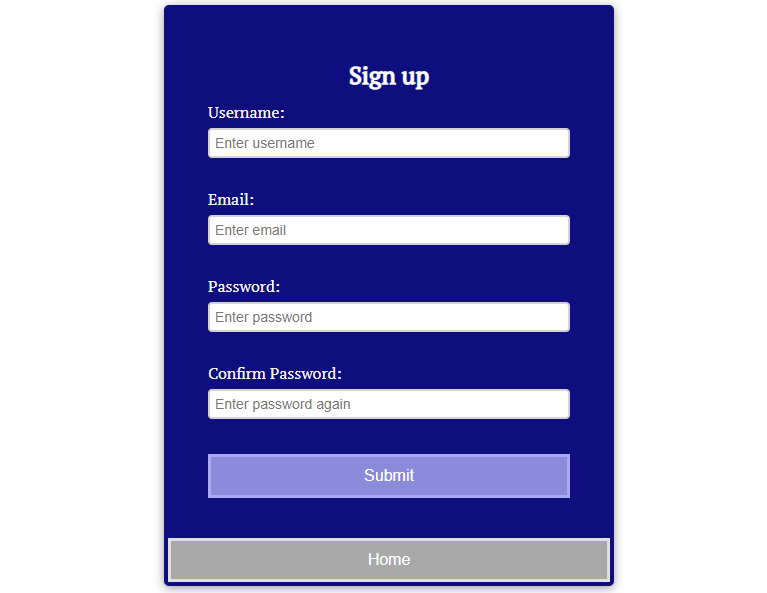 Sign up
Username:
Enter username
Email:
Enter email
Password:
Enter password
Confirm Password:
Enter password again
Submit
Home